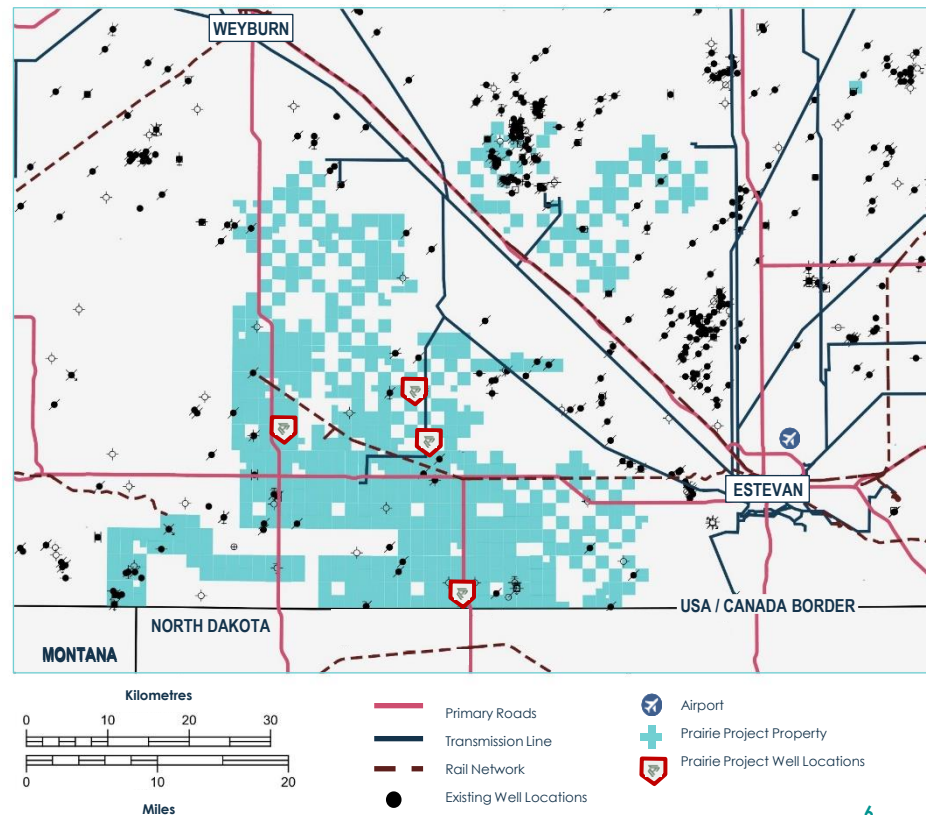 WEYBURN
ESTEVAN
USA / CANADA BORDER
NORTH DAKOTA
MONTANA
Kilometres
0 10 20 30
0 10 20
Miles
Primary Roads
Transmission Line
Rail Network
Existing Well Locations
Airport
Prairie Project Property
Prairie Project Well Locations
6